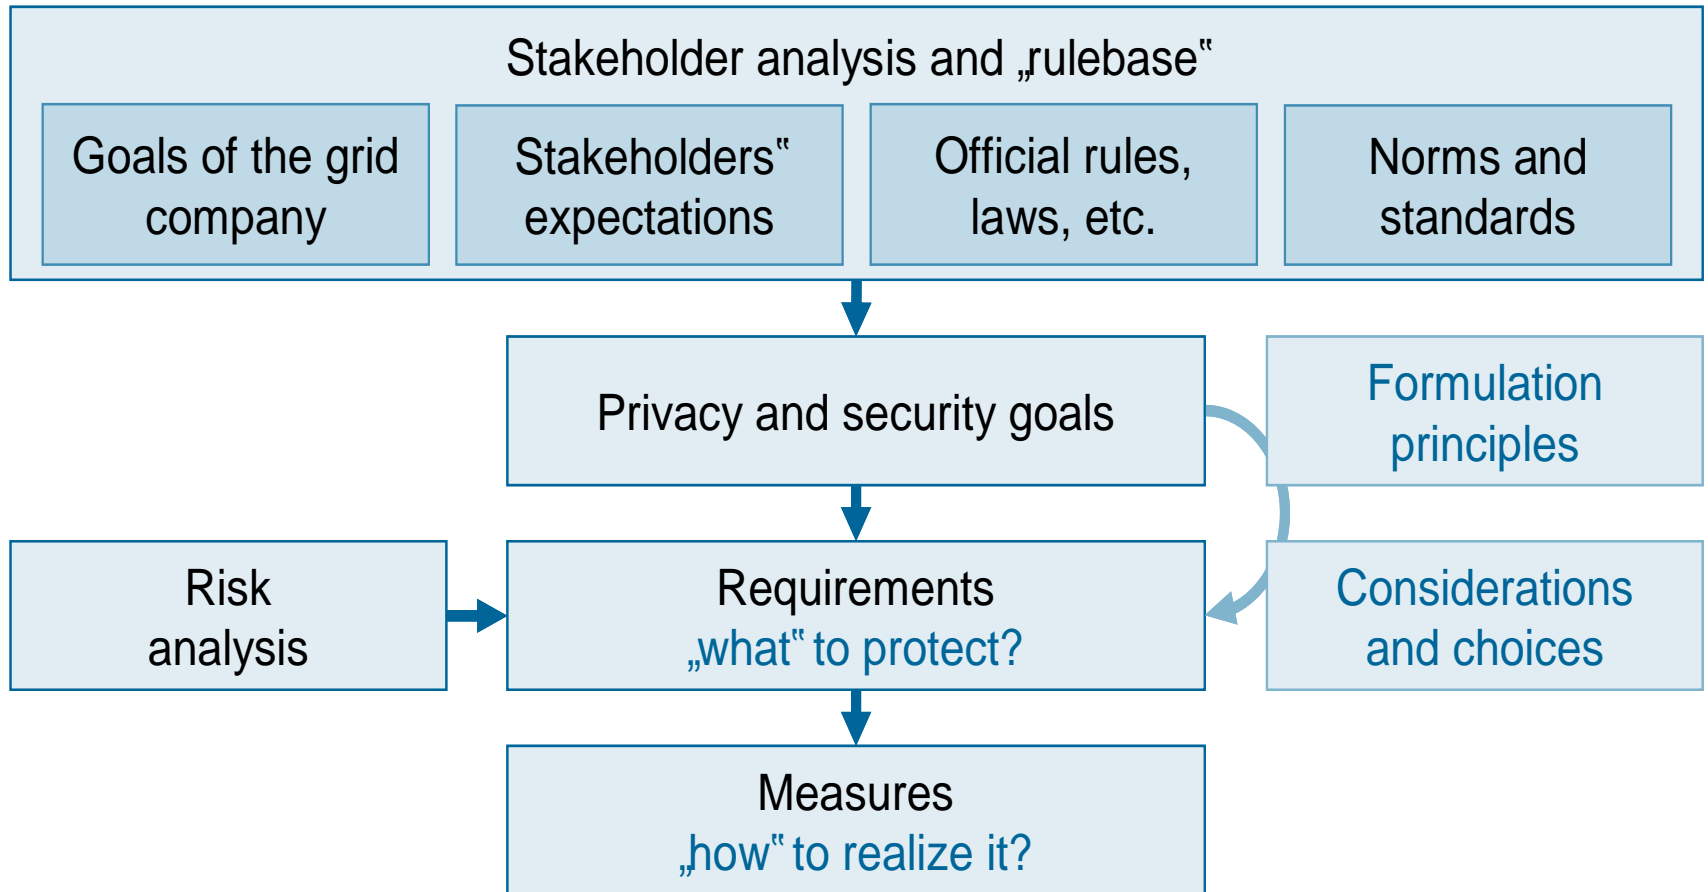 Stakeholder analysis and „rulebase‟
Goals of the grid
company
Stakeholders‟
expectations
Official rules,
laws, etc.
Norms and
standards
Privacy and security goals
Formulation
principles
Risk
analysis
Requirements
„what‟ to protect?
Considerations
and choices
Measures
„how‟ to realize it?